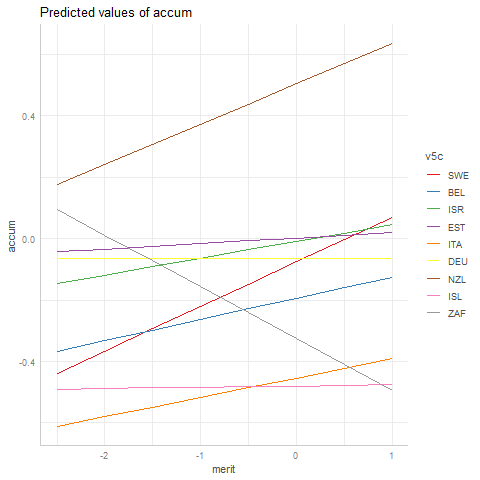 Predicted values of accum
accum
0.4
0.0
-0.4
-2
-1
0
1
merit
v5c
SWE
BEL
ISR
EST
ITA
DEU
NZL
ISL
ZAF